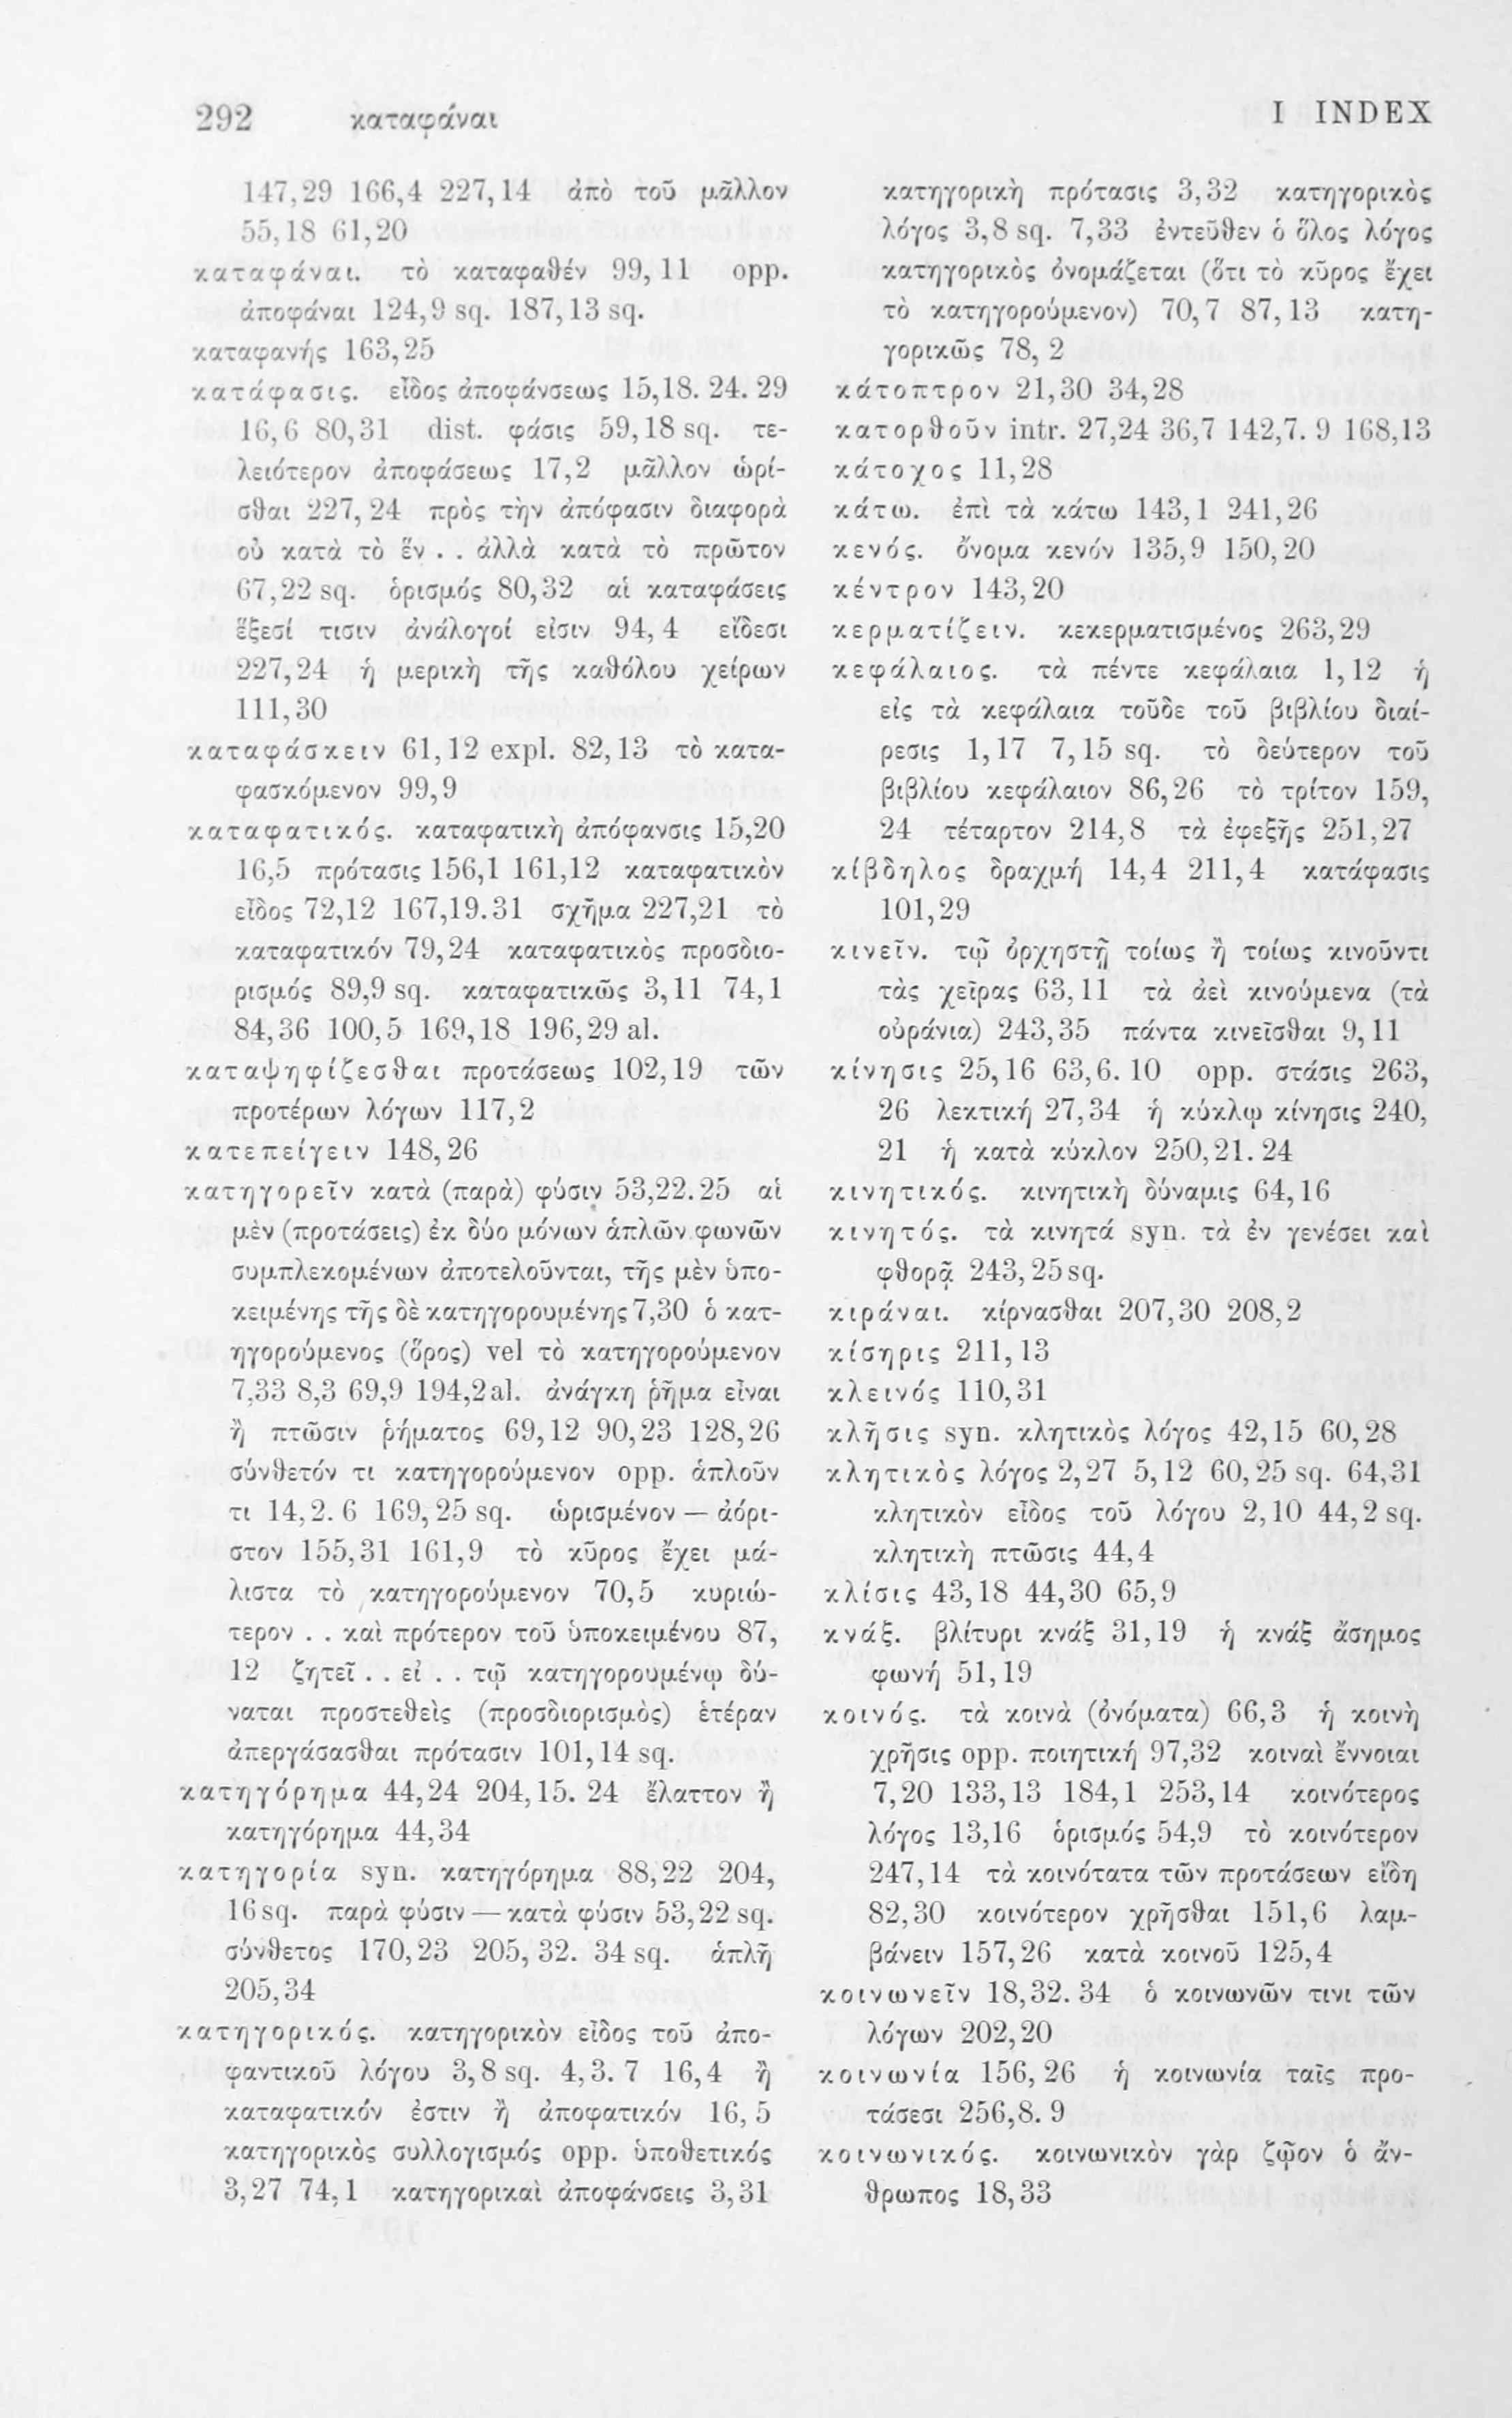 292 καταφάναι I INDEX
147,29 166,4 227,14 ἀπὸ τοῦ μᾶλλον
55,18 61,20
καταφάναι. τὸ καταφαθέν 99,11 opp.
ἀποφάναι 124,9 sq. 187,13 sq.
καταφανής 163,25
κατάφασις. εἶδος ἀποφάνσεως 15,18. 24. 29
16,6 80,31 dist. φάσις 59,18 sq. τε-
λειότερον ἀποφάσεως 17,2 μᾶλλον ὡρί-
σθαι 227,24 πρὸς τὴν ἀπόφασιν διαφορὰ
οὐ κατὰ τὸ ἕν . . ἀλλὰ κατὰ τὸ πρῶτον
67,22 sq. ὁρισμός 80,32 αἱ καταφάσεις
ἕξεσί τισιν ἀνάλογοί εἰσιν 94,4 εἴδεσι
227,24 ἡ μερικὴ τῆς καθόλου χείρων
111,30
καταφάσκειν 61,12 expl. 82,13 τὸ κατα-
φασκόμενον 99,9
καταφατικός. καταφατικὴ ἀπόφανσις 15,20
16,5 πρότασις 156,1 161,12 καταφατικὸν
εἶδος 72,12 167,19.31 σχῆμα 227,21 τὸ
καταφατικόν 79,24 καταφατικὸς προσδιο-
ρισμός 89,9 sq. καταφατικῶς 3,11 74,1
84,36 100,5 169,18 196,29 al.
καταψηφίζεσθαι προτάσεως 102,19 τῶν
προτέρων λόγων 117,2
κατεπείγειν 148,26
κατηγορεῖν κατὰ (παρὰ) φύσιν 53,22.25 αἱ
μὲν (προτάσεις) ἐκ δύο μόνων ἁπλῶν φωνῶν
συμπλεκομένων ἀποτελοῦνται, τῆς μὲν ὑπο-
κειμένης τῆς δὲ κατηγορουμένης 7,30 ὁ κατ-
ηγορούμενος (ὅρος) vel τὸ κατηγορούμενον
7,33 8,3 69,9 194,2 al. ἀνάγκη ῥῆμα εἶναι
ἢ πτῶσιν ῥήματος 69,12 90,23 128,26
σύνθετόν τι κατηγορούμενον opp. ἁπλοῦν
τι 14,2. 6 169,25 sq. ὡρισμένον — ἀόρι-
στον 155,31 161,9 τὸ κῦρος ἔχει μά-
λιστα τὸ κατηγορούμενον 70,5 κυριώ-
τερον . . καὶ πρότερον τοῦ ὑποκειμένου 87,
12 ζητεῖ . . εἰ . . τῷ κατηγορουμένῳ δύ-
ναται προστεθεὶς (προσδιορισμὸς) ἑτέραν
ἀπεργάσασθαι πρότασιν 101,14 sq.
κατηγόρημα 44,24 204,15. 24 ἔλαττον ἢ
κατηγόρημα 44,34
κατηγορία syn. κατηγόρημα 88,22 204,
16 sq. παρὰ φύσιν — κατὰ φύσιν 53,22 sq.
σύνθετος 170,23 205,32. 34 sq. ἁπλῆ
205,34
κατηγορικός. κατηγορικὸν εἶδος τοῦ ἀπο-
φαντικοῦ λόγου 3,8 sq. 4,3. 7 16,4 ἢ
καταφατικόν ἐστιν ἢ ἀποφατικόν 16,5
κατηγορικὸς συλλογισμός opp. ὑποθετικός
3,27 74,1 κατηγορικαὶ ἀποφάνσεις 3,31
κατηγορικὴ πρότασις 3,32 κατηγορικὸς
λόγος 3,8 sq. 7,33 ἐντεῦθεν ὁ ὅλος λόγος
κατηγορικὸς ὀνομάζεται (ὅτι τὸ κῦρος ἔχει
τὸ κατηγορούμενον) 70,7 87,13 κατη-
γορικῶς 78,2
κάτοπτρον 21,30 34,28
κατορθοῦν intr. 27,24 36,7 142,7. 9 168,13
κάτοχος 11,28
κάτω. ἐπὶ τὰ κάτω 143,1 241,26
κενός. ὄνομα κενόν 135,9 150,20
κέντρον 143,20
κερματίζειν. κεκερματισμένος 263,29
κεφάλαιος. τὰ πέντε κεφάλαια 1,12 ἡ
εἰς τὰ κεφάλαια τοῦδε τοῦ βιβλίου διαί-
ρεσις 1,17 7,15 sq. τὸ δεύτερον τοῦ
βιβλίου κεφάλαιον 86,26 τὸ τρίτον 159,
24 τέταρτον 214,8 τὰ ἐφεξῆς 251,27
κίβδηλος δραχμή 14,4 211,4 κατάφασις
101,29
κινεῖν. τῷ ὀρχηστῇ τοίως ἢ τοίως κινοῦντι
τὰς χεῖρας 63,11 τὰ ἀεὶ κινούμενα (τὰ
οὐράνια) 243,35 πάντα κινεῖσθαι 9,11
κίνησις 25,16 63,6. 10 opp. στάσις 263,
26 λεκτική 27,34 ἡ κύκλῳ κίνησις 240,
21 ἡ κατὰ κύκλον 250,21. 24
κινητικός. κινητικὴ δύναμις 64,16
κινητός. τὰ κινητά syn. τὰ ἐν γενέσει καὶ
φθορᾷ 243,25 sq.
κιράναι. κίρνασθαι 207,30 208,2
κίσηρις 211,13
κλεινός 110,31
κλῆσις syn. κλητικὸς λόγος 42,15 60,28
κλητικὸς λόγος 2,27 5,12 60,25 sq. 64,31
κλητικὸν εἶδος τοῦ λόγου 2,10 44,2 sq.
κλητικὴ πτῶσις 44,4
κλίσις 43,18 44,30 65,9
κνάξ. βλίτυρι κνάξ 31,19 ἡ κνάξ ἄσημος
φωνή 51,19
κοινός. τὰ κοινὰ (ὀνόματα) 66,3 ἡ κοινὴ
χρῆσις opp. ποιητική 97,32 κοιναὶ ἔννοιαι
7,20 133,13 184,1 253,14 κοινότερος
λόγος 13,16 ὁρισμός 54,9 τὸ κοινότερον
247,14 τὰ κοινότατα τῶν προτάσεων εἴδη
82,30 κοινότερον χρῆσθαι 151,6 λαμ-
βάνειν 157,26 κατὰ κοινοῦ 125,4
κοινωνεῖν 18,32. 34 ὁ κοινωνῶν τινι τῶν
λόγων 202,20
κοινωνία 156,26 ἡ κοινωνία ταῖς προ-
τάσεσι 256,8. 9
κοινωνικός. κοινωνικὸν γὰρ ζῷον ὁ ἄν-
θρωπος 18,33